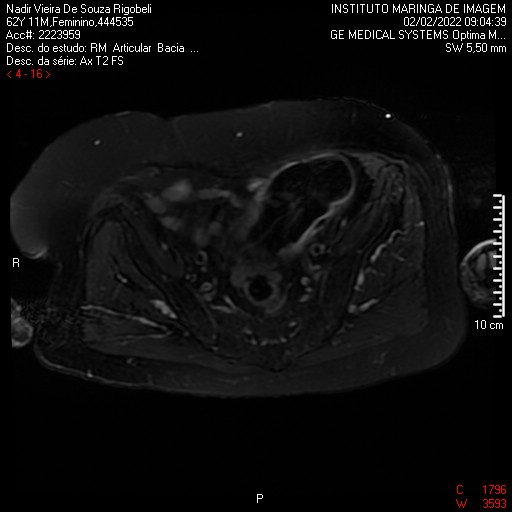 Nadir Vieira De Souza Rigobeli
62Y 11M,Feminino,444535
Acc#: 2223959
Desc. do estudo: RM Articular Bacia ...
Desc. da série: Ax T2 FS
< 4 - 16 >
INSTITUTO MARINGA DE IMAGEM
02/02/2022 09:04:39
GE MEDICAL SYSTEMS Optima M...
SW 5,50 mm
R
10 cm
P
C 1796
W 3593